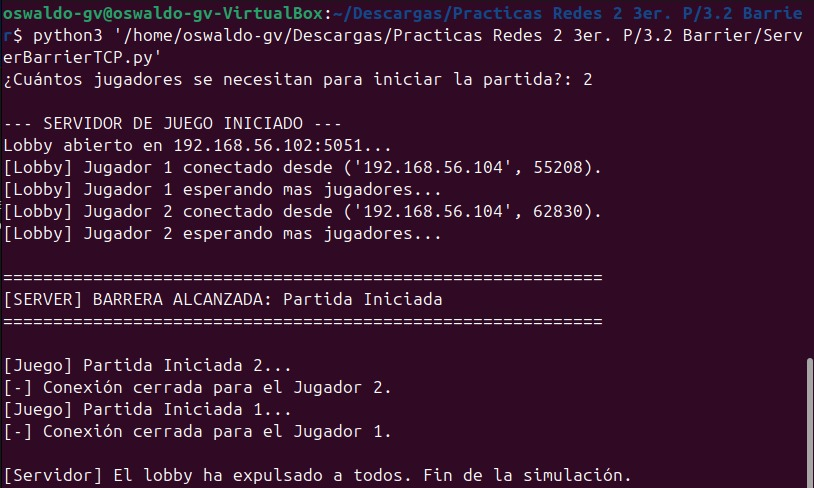 oswaldo-gv@oswaldo-gv-VirtualBox:~/Descargas/Practicas Redes 2 3er. P/3.2 Barrie
r$ python3 '/home/oswaldo-gv/Descargas/Practicas Redes 2 3er. P/3.2 Barrier/Serv
erBarrierTCP.py'
¿Cuántos jugadores se necesitan para iniciar la partida?: 2
--- SERVIDOR DE JUEGO INICIADO ---
Lobby abierto en 192.168.56.102:5051...
[Lobby] Jugador 1 conectado desde ('192.168.56.104', 55208).
[Lobby] Jugador 1 esperando mas jugadores...
[Lobby] Jugador 2 conectado desde ('192.168.56.104', 62830).
[Lobby] Jugador 2 esperando mas jugadores...
============================================================
[SERVER] BARRERA ALCANZADA: Partida Iniciada
============================================================
[Juego] Partida Iniciada 2...
[-] Conexión cerrada para el Jugador 2.
[Juego] Partida Iniciada 1...
[-] Conexión cerrada para el Jugador 1.
[Servidor] El lobby ha expulsado a todos. Fin de la simulación.